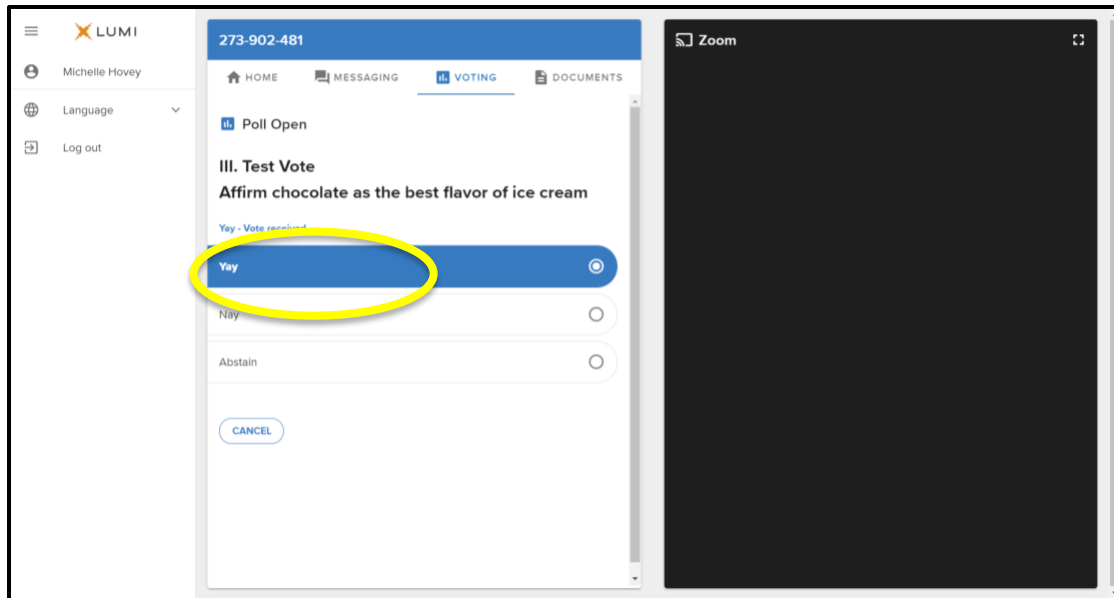 LUMI
Michelle Hovey
Language
Log out
273-902-481
HOME MESSAGING VOTING DOCUMENTS
Poll Open
III. Test Vote
Affirm chocolate as the best flavor of ice cream
Yay - Vote received
Yay
Nay
Abstain
CANCEL
Zoom